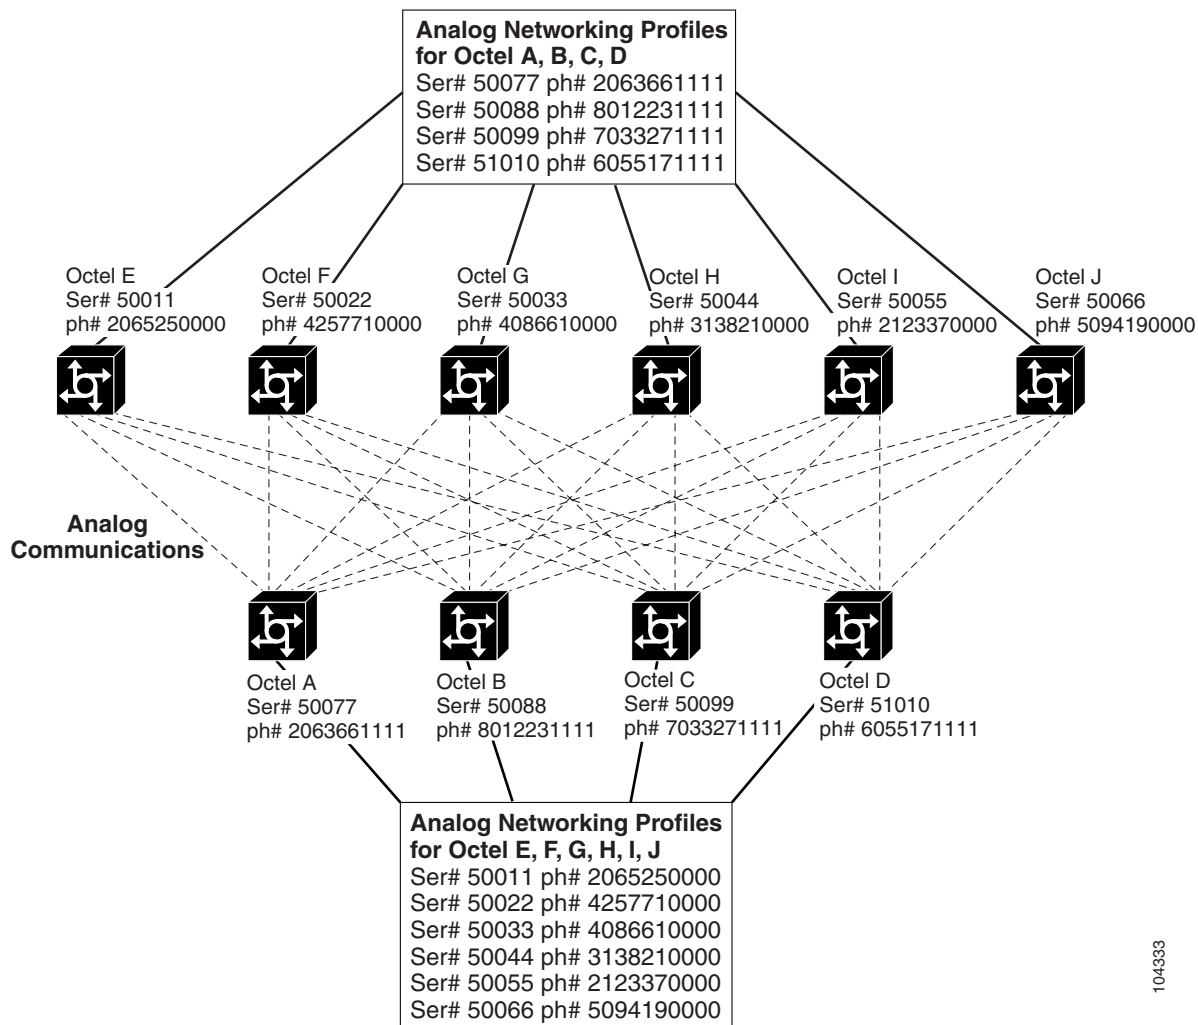 Analog Networking Profiles
for Octel A, B, C, D
Ser# 50077 ph# 2063661111
Ser# 50088 ph# 8012231111
Ser# 50099 ph# 7033271111
Ser# 51010 ph# 6055171111
Octel E
Ser# 50011
ph# 2065250000
Octel F
Ser# 50022
ph# 4257710000
Octel G
Ser# 50033
ph# 4086610000
Octel H
Ser# 50044
ph# 3138210000
Octel I
Ser# 50055
ph# 2123370000
Octel J
Ser# 50066
ph# 5094190000
Analog
Communications
Octel A
Ser# 50077
ph# 2063661111
Octel B
Ser# 50088
ph# 8012231111
Octel C
Ser# 50099
ph# 7033271111
Octel D
Ser# 51010
ph# 6055171111
Analog Networking Profiles
for Octel E, F, G, H, I, J
Ser# 50011 ph# 2065250000
Ser# 50022 ph# 4257710000
Ser# 50033 ph# 4086610000
Ser# 50044 ph# 3138210000
Ser# 50055 ph# 2123370000
Ser# 50066 ph# 5094190000
104333